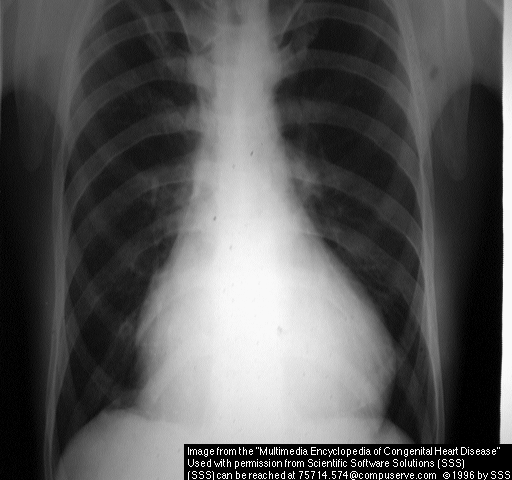 Image from the "Multimedia Encyclopedia of Congenital Heart Disease"
Used with permission from Scientific Software Solutions (SSS)
(SSS) can be reached at 75714.574@compuserve.com ©1996 by SSS